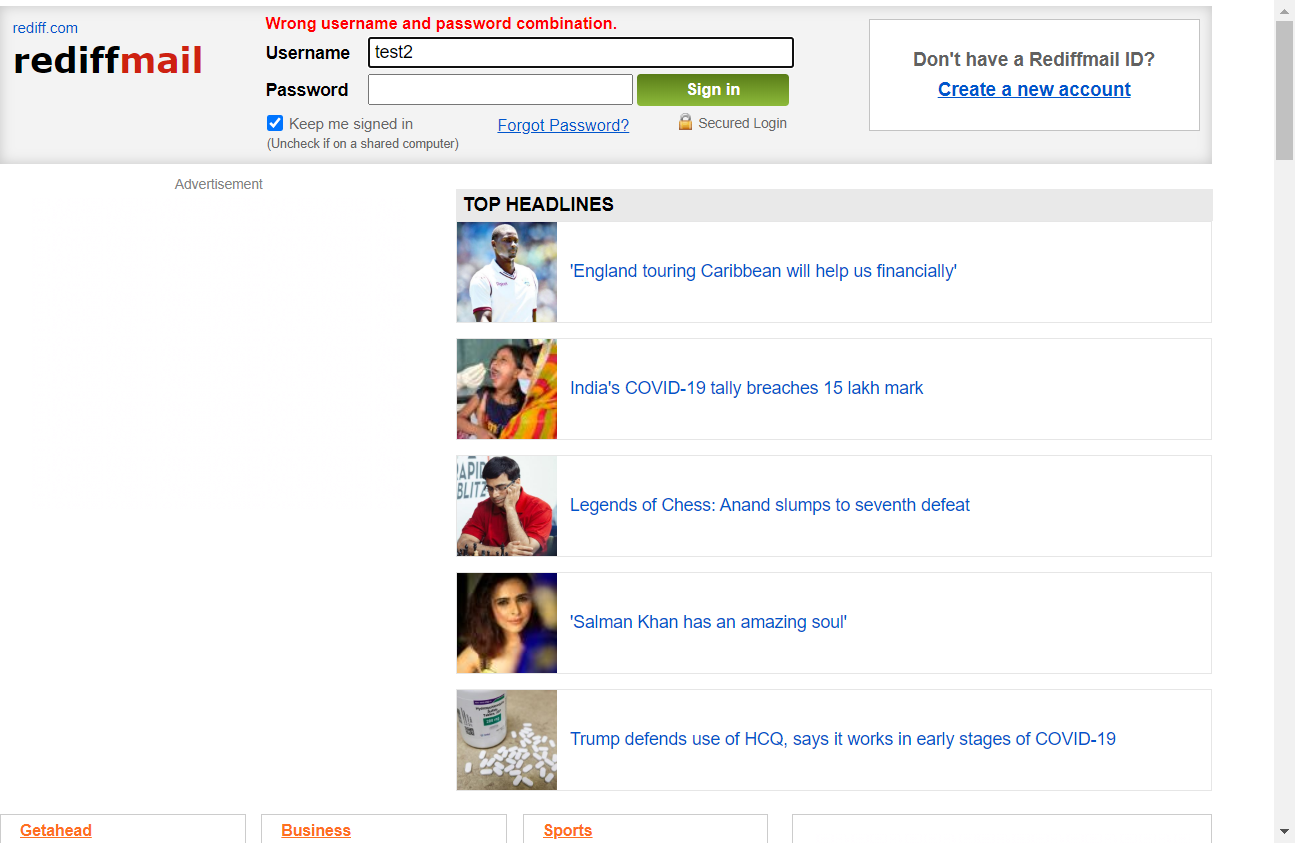 rediff.com
rediffmail
Wrong username and password combination.
Username test2
Password Sign in
Keep me signed in Forgot Password? Secured Login
(Uncheck if on a shared computer)
Don't have a Rediffmail ID?
Create a new account
Advertisement
TOP HEADLINES
'England touring Caribbean will help us financially'
India's COVID-19 tally breaches 15 lakh mark
RAPID
BLITZ
Legends of Chess: Anand slumps to seventh defeat
'Salman Khan has an amazing soul'
Trump defends use of HCQ, says it works in early stages of COVID-19
Getahead Business Sports